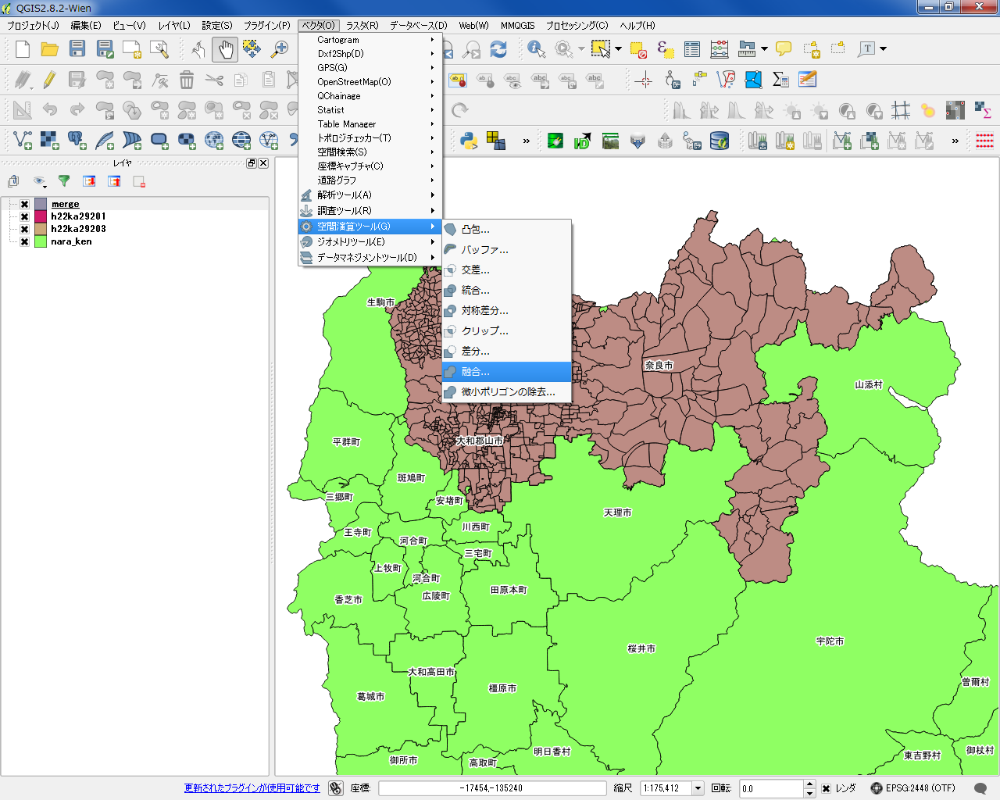 QGIS2.8.2-Wien
プロジェクト(J) 編集(E) ビュー(V) レイヤ(L) 設定(S) プラグイン(P) ベクタ(O) ラスタ(R) データベース(D) Web(W) MMQGIS プロセッシング(C) ヘルプ(H)
Cartogram
Dxf2Shp(D)
GPS(G)
OpenStreetMap(O)
QChainage
Statist
Table Manager
トポロジチェッカー(T)
空間検索(S)
座標キャプチャ(C)
道路グラフ
解析ツール(A)
調査ツール(R)
空間演算ツール(G)
ジオメトリツール(E)
データマネジメントツール(D)
凸包...
バッファ...
交差...
統合...
対称差分...
クリップ...
差分...
融合...
微小ポリゴンの除去...
レイヤ
merge
h22ka29201
h22ka29203
nara_ken
生駒市
奈良市
山添村
大和郡山市
平群町
斑鳩町
三郷町
安堵町
天理市
川西町
王寺町
河合町
三宅町
上牧町
河合町
田原本町
広陵町
香芝市
宇陀市
桜井市
大和高田市
曽爾村
橿原市
葛城市
明日香村
御杖村
東吉野村
御所市
高取町
更新されたプラグインが使用可能です 座標: -17454,-135240 縮尺 1:175,412 回転: 0.0 レンダ EPSG:2448 (OTF)